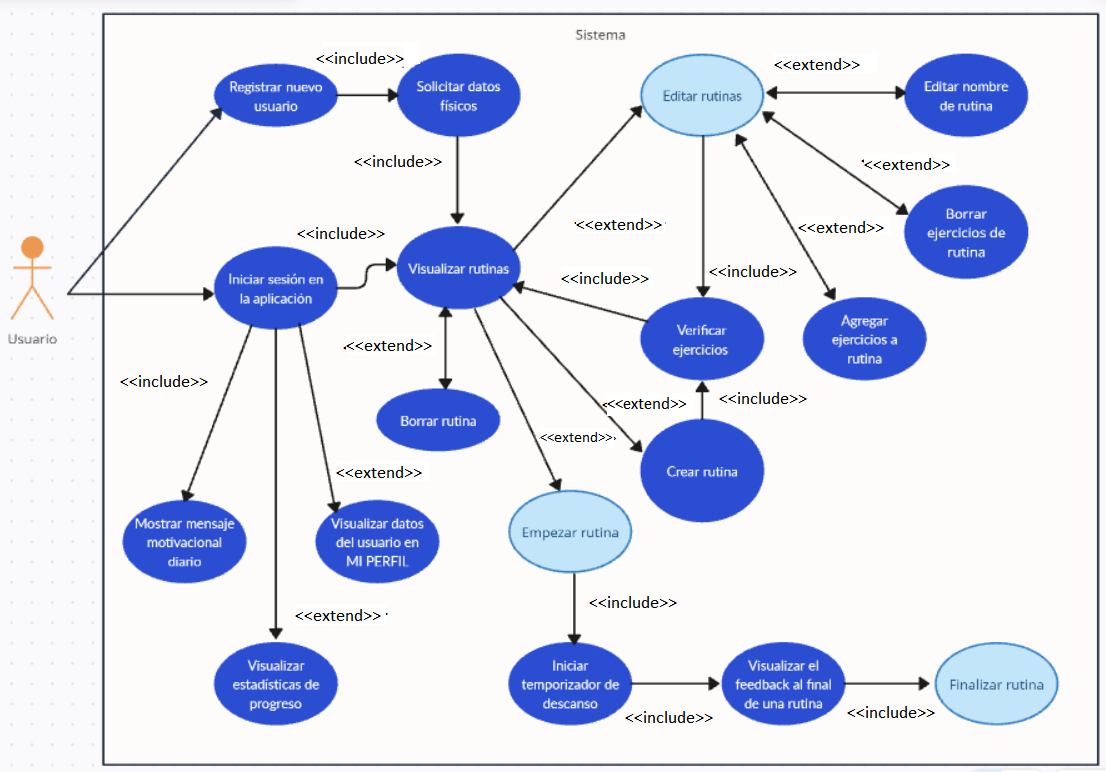 Sistema
<<include>>
Registrar nuevo
usuario
Solicitar datos
físicos
Editar rutinas
<<extend>>
Editar nombre
de rutina
<<include>>
<<extend>>
<<include>>
<<extend>>
<<extend>>
Borrar
ejercicios de
rutina
Usuario
Iniciar sesión en
la aplicación
Visualizar rutinas
<<include>>
<<include>>
Verificar
ejercicios
Agregar
ejercicios a
rutina
<<extend>>
<<include>>
<<extend>>
<<include>>
Borrar rutina
<<extend>>
Crear rutina
<<extend>>
Mostrar mensaje
motivacional
diario
Visualizar datos
del usuario en
MI PERFIL
Empezar rutina
<<extend>>
<<include>>
Visualizar
estadísticas de
progreso
Iniciar
temporizador de
descanso
Visualizar el
feedback al final
de una rutina
Finalizar rutina
<<include>>
<<include>>